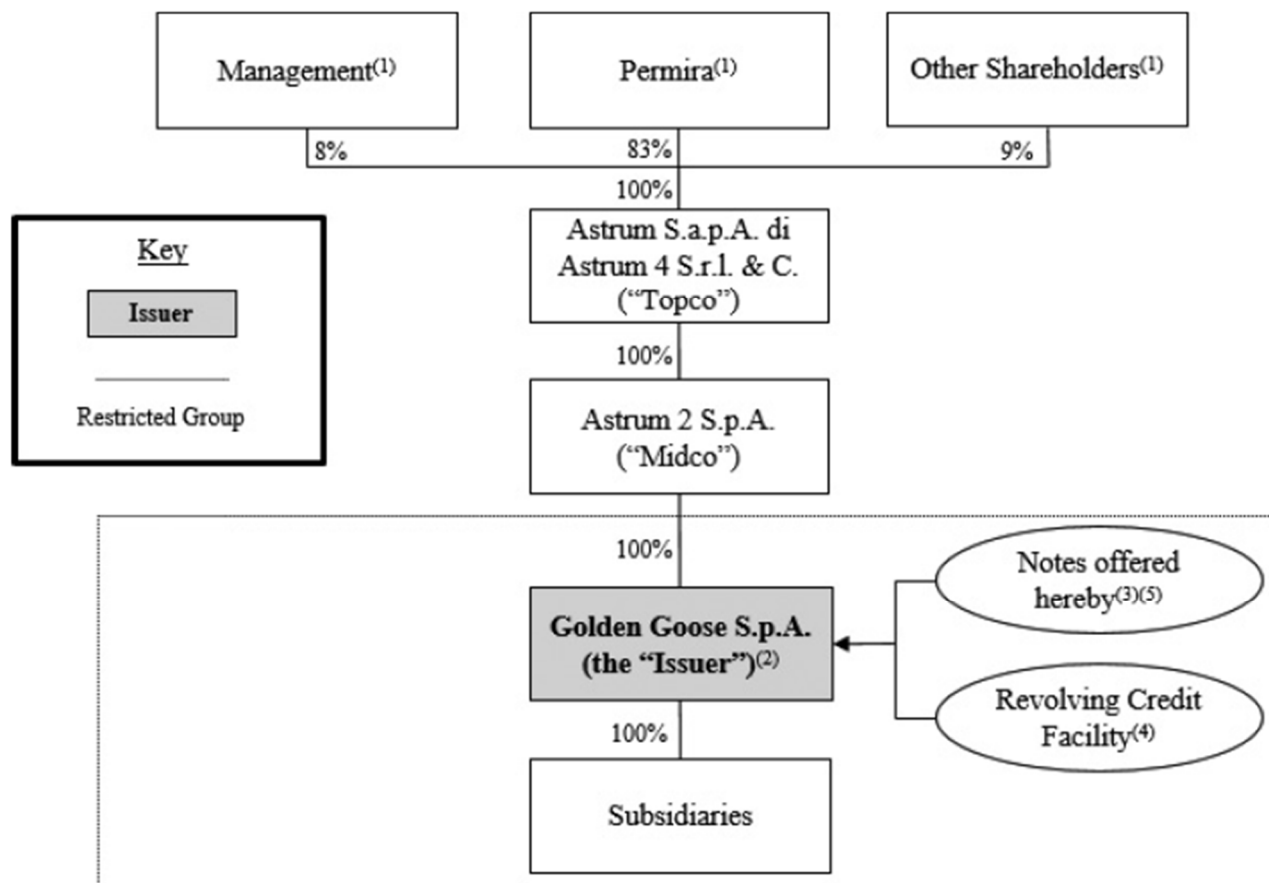 Management(1)
Permira(1)
Other Shareholders(1)
8%
83%
9%
100%
Astrum S.a.p.A. di
Astrum 4 S.r.l. & C.
(“Topco”)
Key
Issuer
Restricted Group
100%
Astrum 2 S.p.A.
(“Midco”)
100%
Notes offered
hereby(3)(5)
Golden Goose S.p.A.
(the “Issuer”)(2)
Revolving Credit
Facility(4)
100%
Subsidiaries